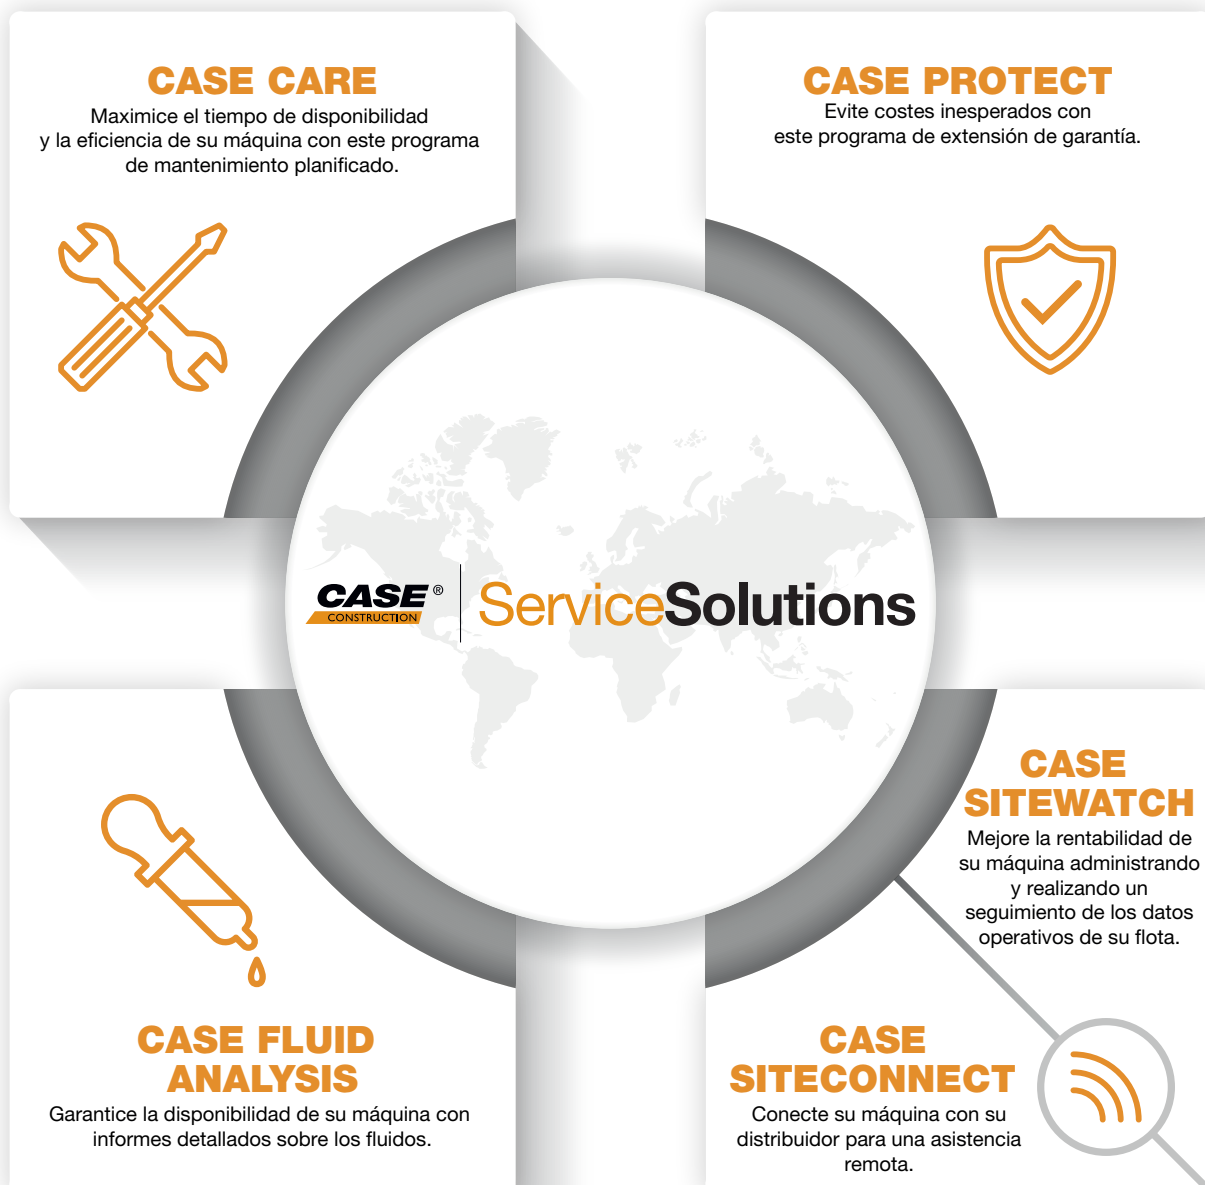 CASE CARE
Maximice el tiempo de disponibilidad
y la eficiencia de su máquina con este programa
de mantenimiento planificado.
CASE PROTECT
Evite costes inesperados con
este programa de extensión de garantía.
CASE ®
CONSTRUCTION
ServiceSolutions
CASE FLUID
ANALYSIS
Garantice la disponibilidad de su máquina con
informes detallados sobre los fluidos.
CASE
SITEWATCH
Mejore la rentabilidad de
su máquina administrando
y realizando un
seguimiento de los datos
operativos de su flota.
CASE
SITECONNECT
Conecte su máquina con su
distribuidor para una asistencia
remota.